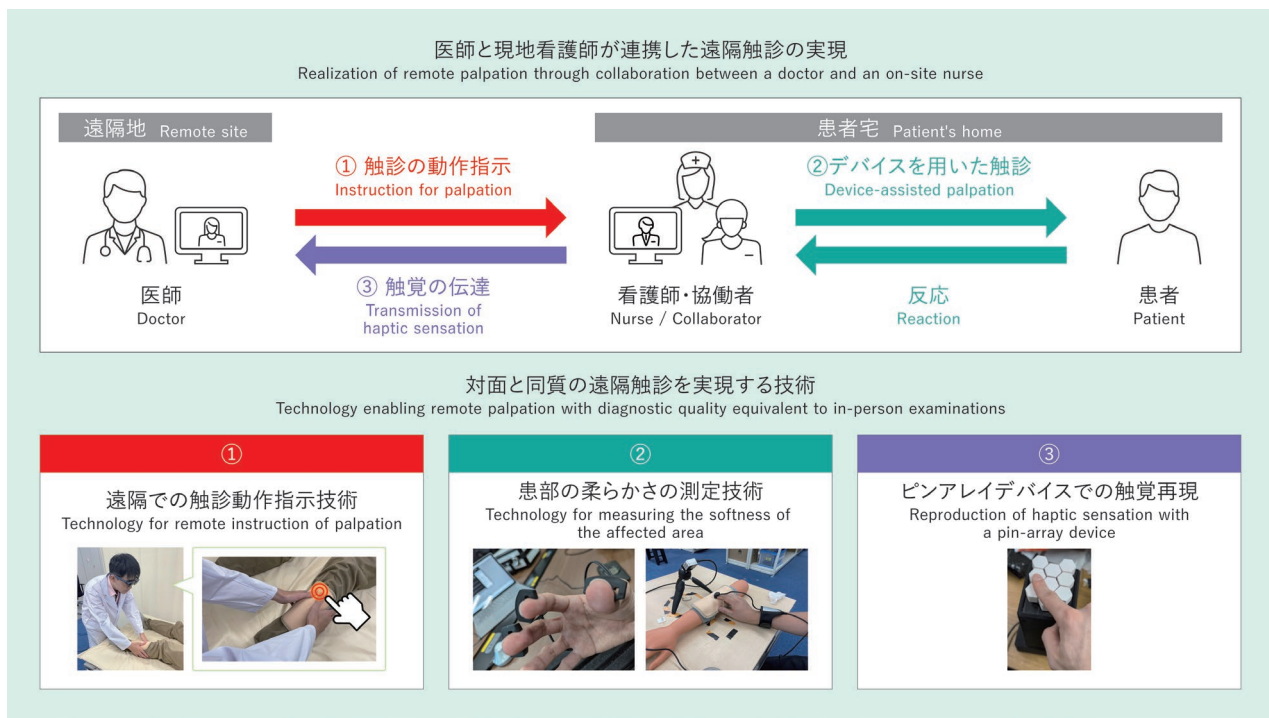 医師と現地看護師が連携した遠隔触診の実現
Realization of remote palpation through collaboration between a doctor and an on-site nurse
遠隔地 Remote site
患者宅 Patient's home
① 触診の動作指示
Instruction for palpation
②デバイスを用いた触診
Device-assisted palpation
③ 触覚の伝達
Transmission of
haptic sensation
反応
Reaction
医師
Doctor
看護師・協働者
Nurse / Collaborator
患者
Patient
対面と同質の遠隔触診を実現する技術
Technology enabling remote palpation with diagnostic quality equivalent to in-person examinations
①
遠隔での触診動作指示技術
Technology for remote instruction of palpation
②
患部の柔らかさの測定技術
Technology for measuring the softness of
the affected area
③
ピンアレイデバイスでの触覚再現
Reproduction of haptic sensation with
a pin-array device